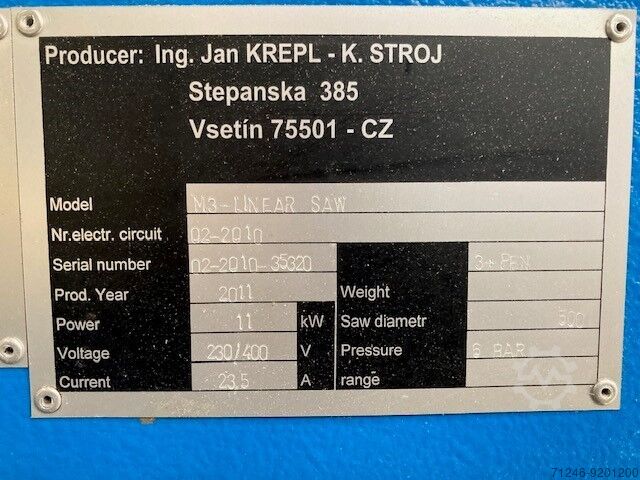 Producer: Ing. Jan KREPL - K. STROJ
Stepanska 385
Vsetín 75501 - CZ
Model M3-LINEAR SAW
Nr.electr. circuit 02-2010
Serial number 02-2010-35320 3+PEN
Prod. Year 2011 Weight
Power 11 kW Saw diametr 500
Voltage 230/400 V Pressure 6 BAR
Current 23.5 A range
71246-9201200